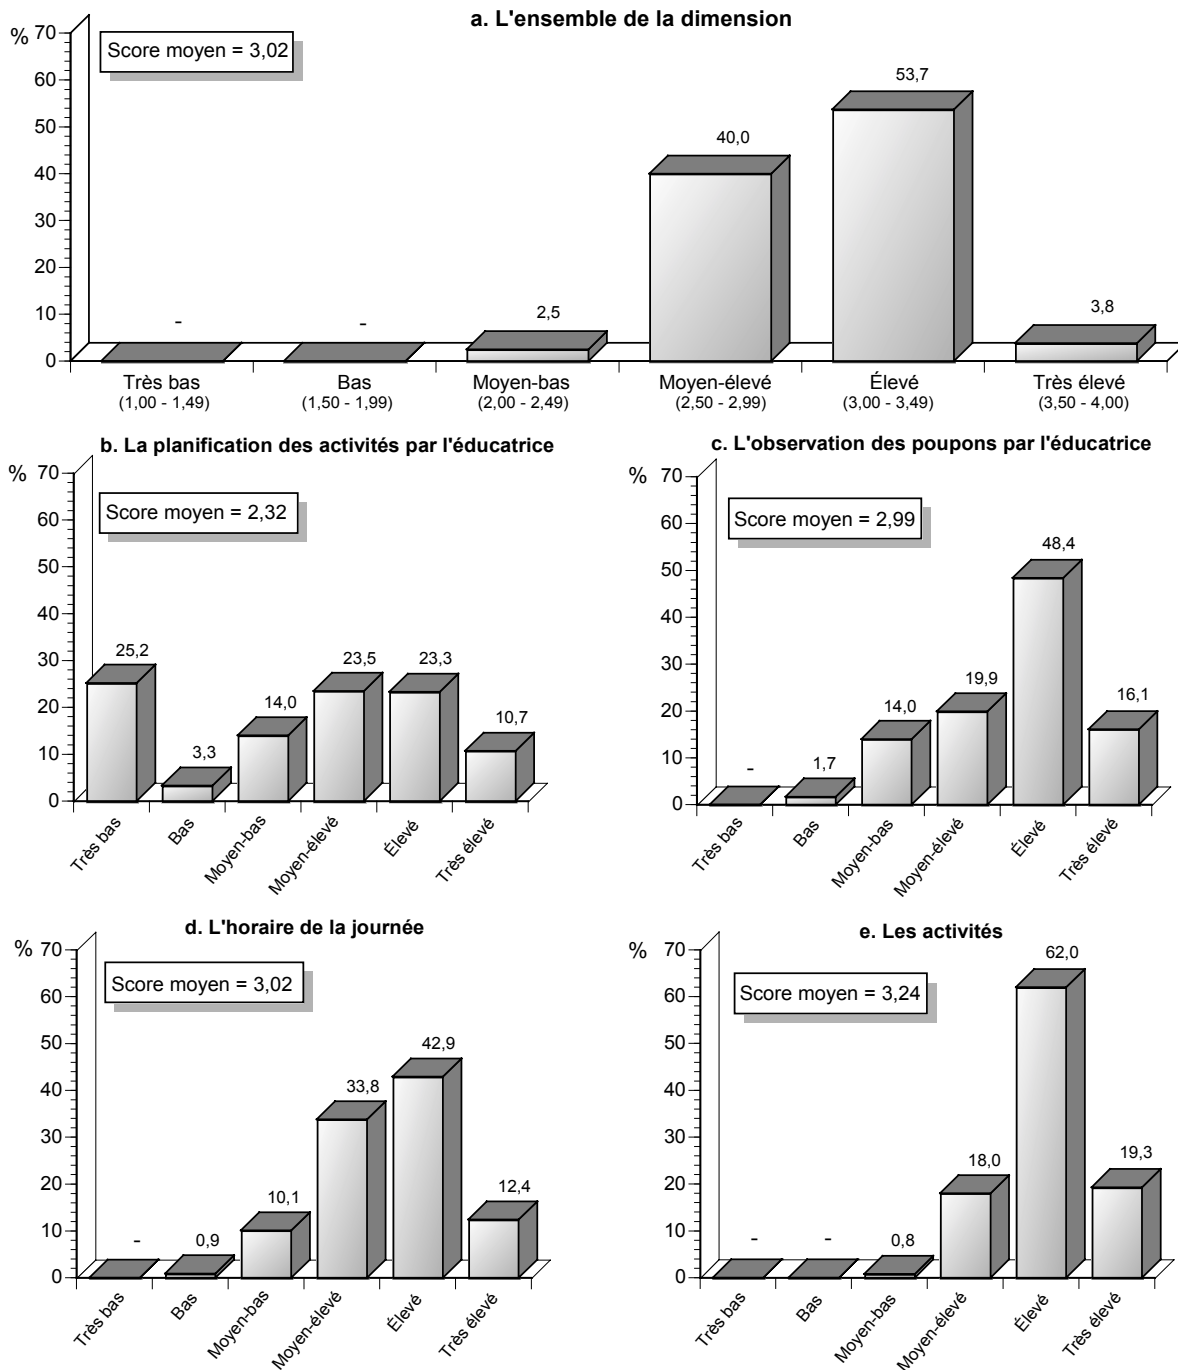 a. L'ensemble de la dimension
%
70
60
50
40
30
20
10
0
Score moyen = 3,02
-
-
2,5
40,0
53,7
3,8
Très bas
(1,00 - 1,49)
Bas
(1,50 - 1,99)
Moyen-bas
(2,00 - 2,49)
Moyen-élevé
(2,50 - 2,99)
Élevé
(3,00 - 3,49)
Très élevé
(3,50 - 4,00)
b. La planification des activités par l'éducatrice
%
70
60
50
40
30
20
10
0
Score moyen = 2,32
25,2
3,3
14,0
23,5
23,3
10,7
Très bas
Bas
Moyen-bas
Moyen-élevé
Élevé
Très élevé
c. L'observation des poupons par l'éducatrice
%
70
60
50
40
30
20
10
0
Score moyen = 2,99
-
1,7
14,0
19,9
48,4
16,1
Très bas
Bas
Moyen-bas
Moyen-élevé
Élevé
Très élevé
d. L'horaire de la journée
%
70
60
50
40
30
20
10
0
Score moyen = 3,02
-
0,9
10,1
33,8
42,9
12,4
Très bas
Bas
Moyen-bas
Moyen-élevé
Élevé
Très élevé
e. Les activités
%
70
60
50
40
30
20
10
0
Score moyen = 3,24
-
-
0,8
18,0
62,0
19,3
Très bas
Bas
Moyen-bas
Moyen-élevé
Élevé
Très élevé